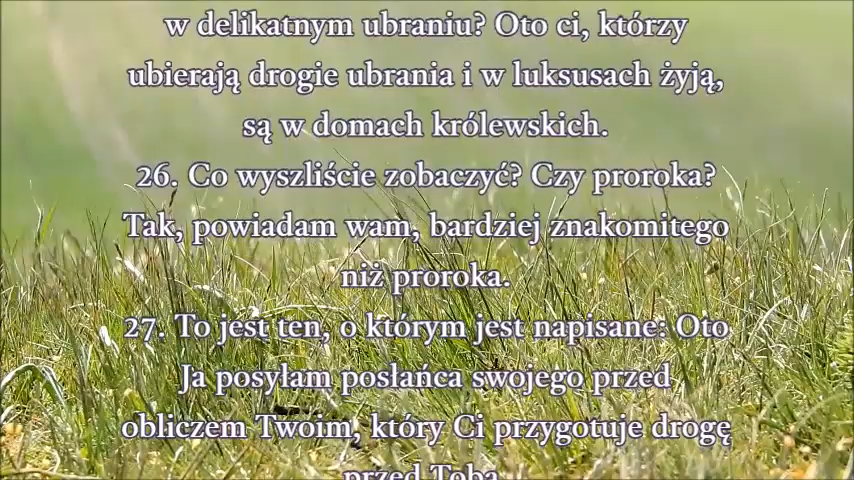 w delikatnym ubraniu? Oto ci, którzy
ubierają drogie ubrania i w luksusach żyją,
są w domach królewskich.
26. Co wyszliście zobaczyć? Czy proroka?
Tak, powiadam wam, bardziej znakomitego
niż proroka.
27. To jest ten, o którym jest napisane: Oto
Ja posyłam posłańca swojego przed
obliczem Twoim, który Ci przygotuje drogę
przed Tobą